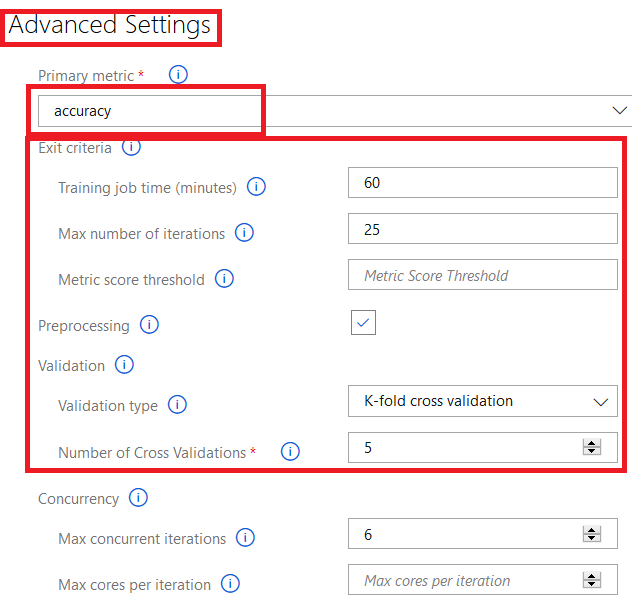 Advanced Settings
Primary metric *
accuracy
Exit criteria
Training job time (minutes) 60
Max number of iterations 25
Metric score threshold Metric Score Threshold
Preprocessing
Validation
Validation type K-fold cross validation
Number of Cross Validations * 5
Concurrency
Max concurrent iterations 6
Max cores per iteration Max cores per iteration